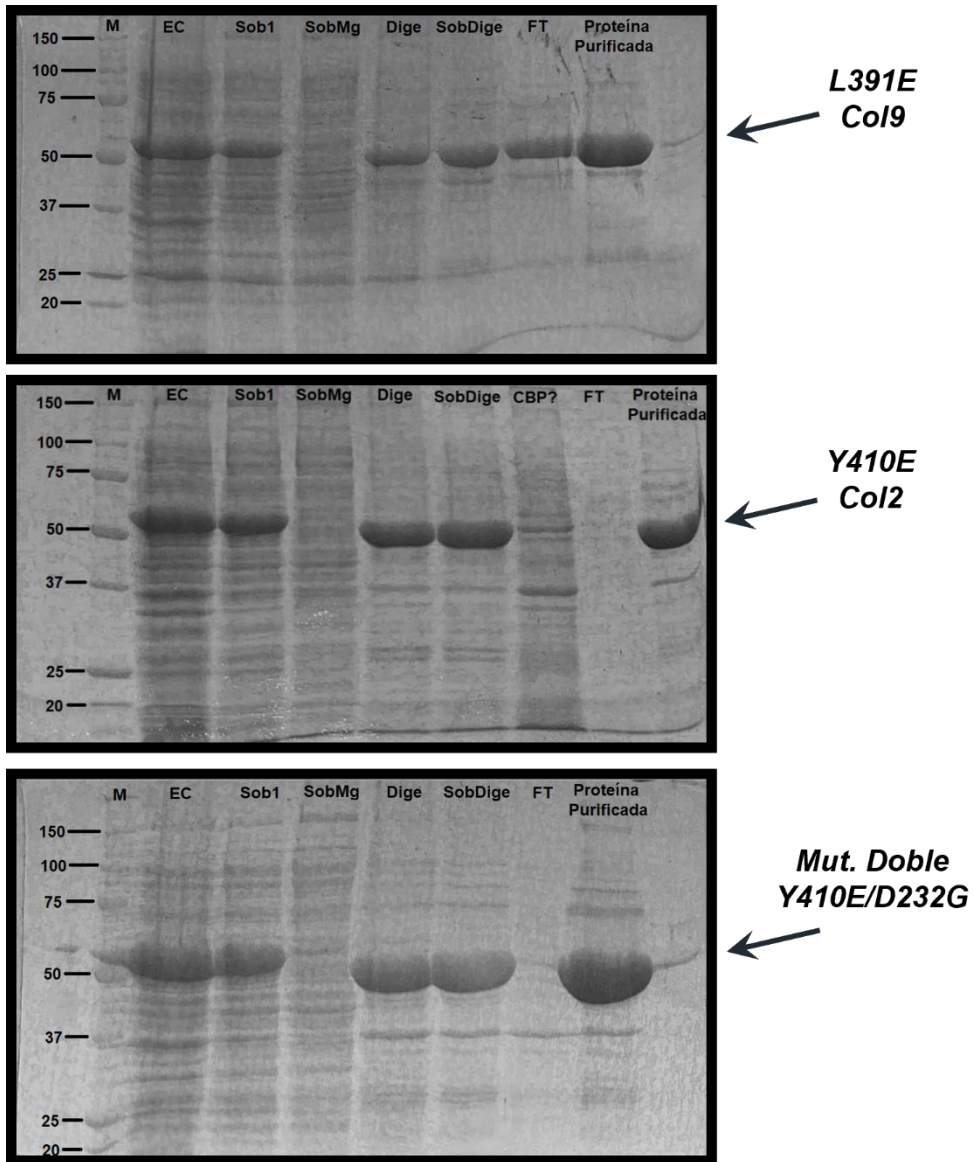 M EC Sob1 SobMg Dige SobDige FT Proteína
Purificada
150
100
75
50
37
25
20
L391E
Col9
M EC Sob1 SobMg Dige SobDige CBP? FT Proteína
Purificada
150
100
75
50
37
25
20
Y410E
Col2
M EC Sob1 SobMg Dige SobDige FT Proteína
Purificada
150
100
75
50
37
25
20
Mut. Doble
Y410E/D232G